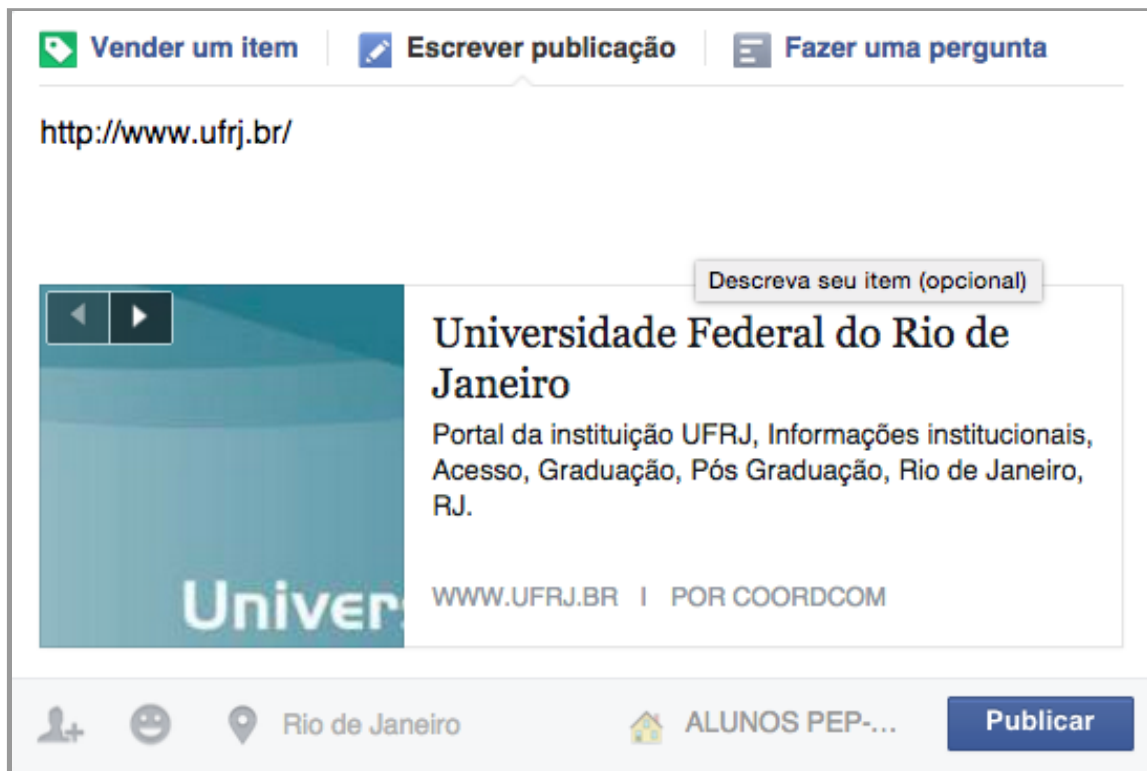 Vender um item Escrever publicação Fazer uma pergunta
http://www.ufrj.br/
Descreva seu item (opcional)
Universidade Federal do Rio de
Janeiro
Portal da instituição UFRJ, Informações institucionais,
Acesso, Graduação, Pós Graduação, Rio de Janeiro,
RJ.
Univer
WWW.UFRJ.BR | POR COORDCOM
Rio de Janeiro ALUNOS PEP-... Publicar